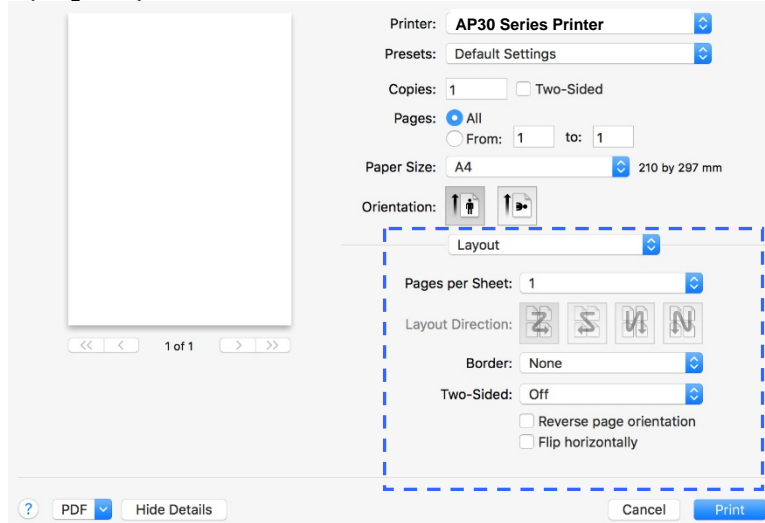 Printer: AP30 Series Printer
Presets: Default Settings
Copies: 1 Two-Sided
Pages: All
From: 1 to: 1
Paper Size: A4 210 by 297 mm
Orientation:
Layout
Pages per Sheet: 1
Layout Direction:
1 of 1
Border: None
Two-Sided: Off
Reverse page orientation
Flip horizontally
? PDF Hide Details Cancel Print